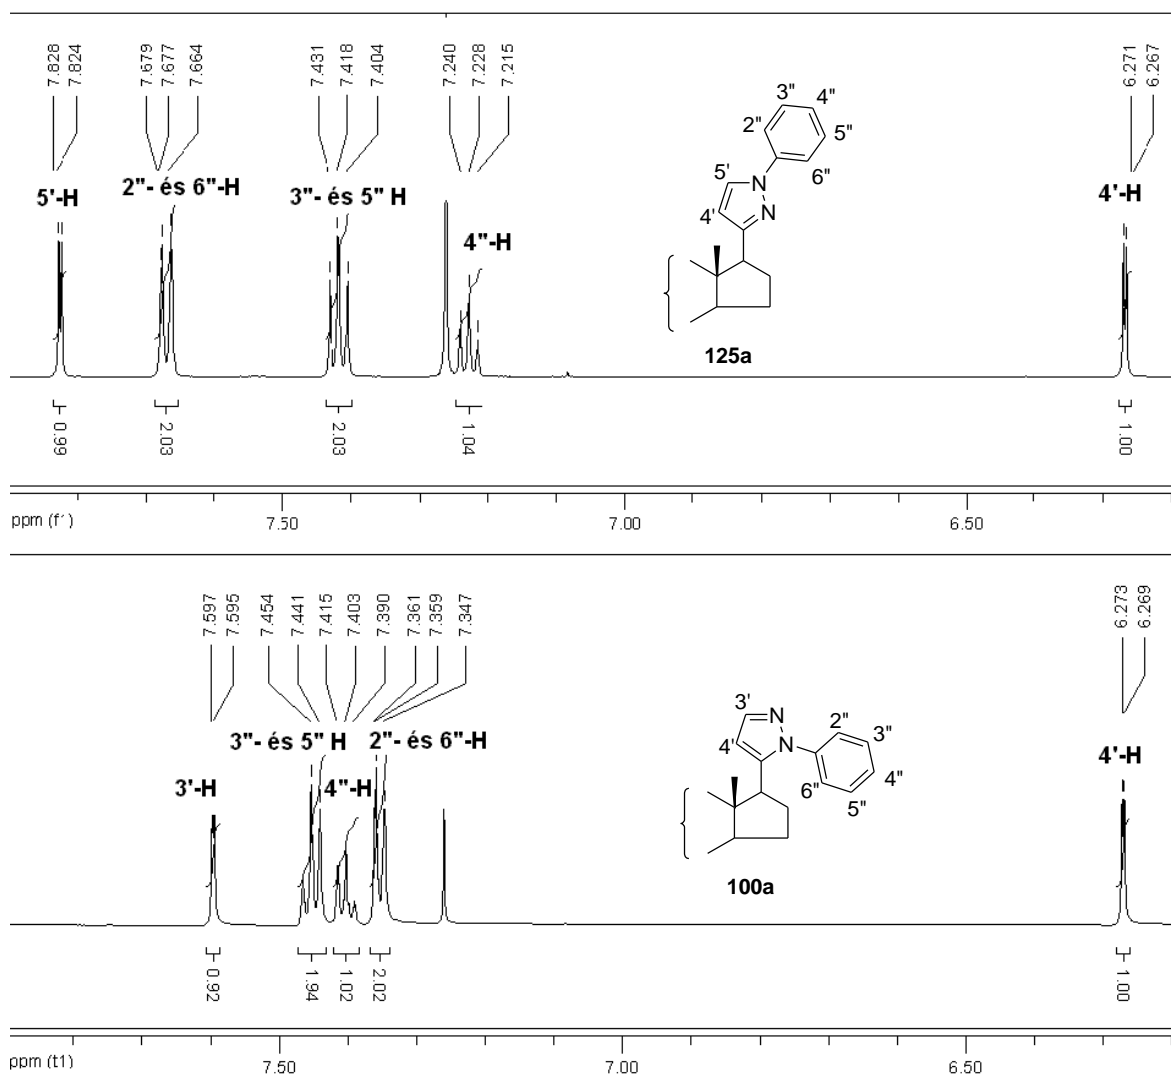 7.828 7.824 7.679 7.677 7.664 7.431 7.418 7.404 7.240 7.228 7.215 6.271 6.267
5'-H 2"- és 6"-H 3"- és 5" H 4"-H 4'-H
3" 4" 2" 5" 5' N 6" 4' N
125a
0.99 2.03 2.03 1.04 1.00
ppm (f1) 7.50 7.00 6.50
7.597 7.595 7.454 7.441 7.415 7.403 7.390 7.361 7.359 7.347 6.273 6.269
3'-H 3"- és 5" H 4"-H 2"- és 6"-H 4'-H
3' N 2" 3" 4' N 4" 6" 5"
100a
0.92 1.94 1.02 2.02 1.00
ppm (t1) 7.50 7.00 6.50